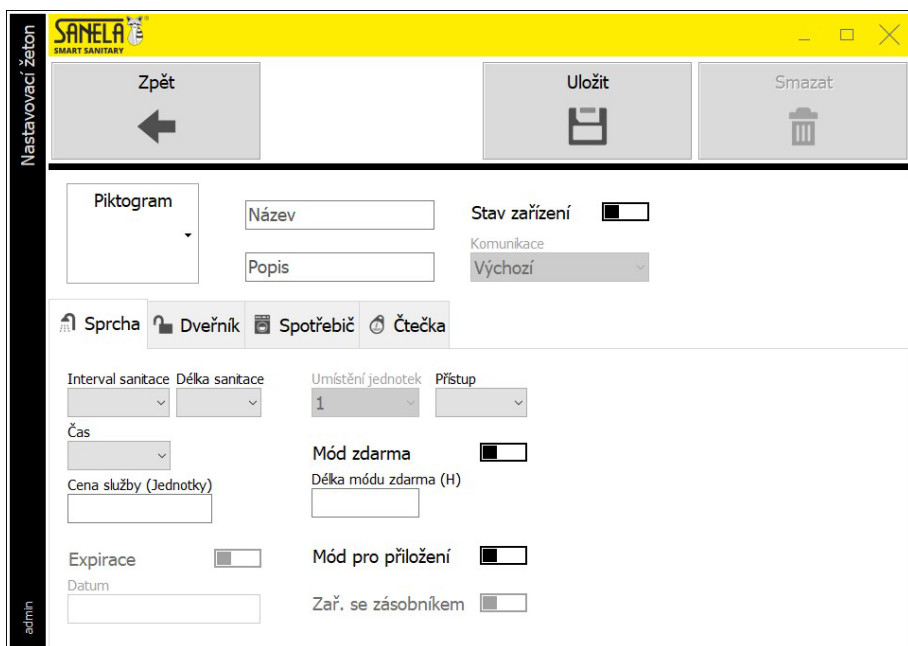 Nastavovací žeton
SANELA®
SMART SANITARY
Zpět
Uložit
Smazat
Piktogram
Název
Popis
Stav zařízení
Komunikace
Výchozí
Sprcha
Dveřník
Spotřebič
Čtečka
Interval sanitace
Délka sanitace
Umístění jednotek
Přístup
1
Čas
Mód zdarma
Cena služby (Jednotky)
Délka módu zdarma (H)
Expirace
Mód pro přiložení
Datum
Zař. se zásobníkem
admin